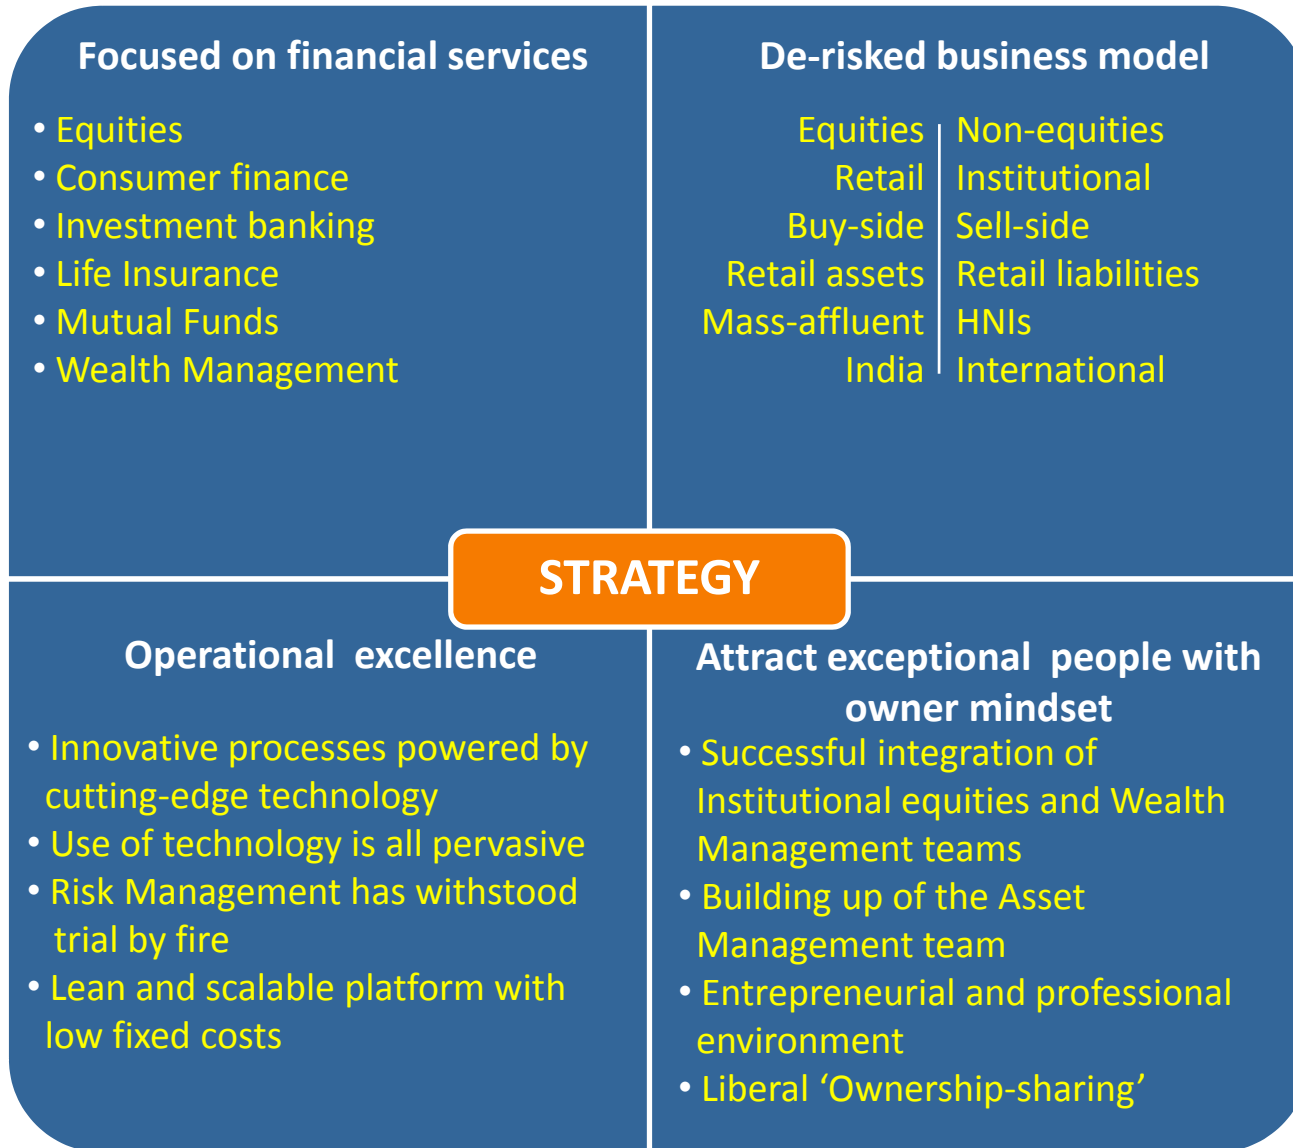 Focused on financial services
• Equities
• Consumer finance
• Investment banking
• Life Insurance
• Mutual Funds
• Wealth Management
De-risked business model
Equities Non-equities
Retail Institutional
Buy-side Sell-side
Retail assets Retail liabilities
Mass-affluent HNIs
India International
STRATEGY
Operational excellence
• Innovative processes powered by
cutting-edge technology
• Use of technology is all pervasive
• Risk Management has withstood
trial by fire
• Lean and scalable platform with
low fixed costs
Attract exceptional people with
owner mindset
• Successful integration of
Institutional equities and Wealth
Management teams
• Building up of the Asset
Management team
• Entrepreneurial and professional
environment
• Liberal ‘Ownership-sharing’